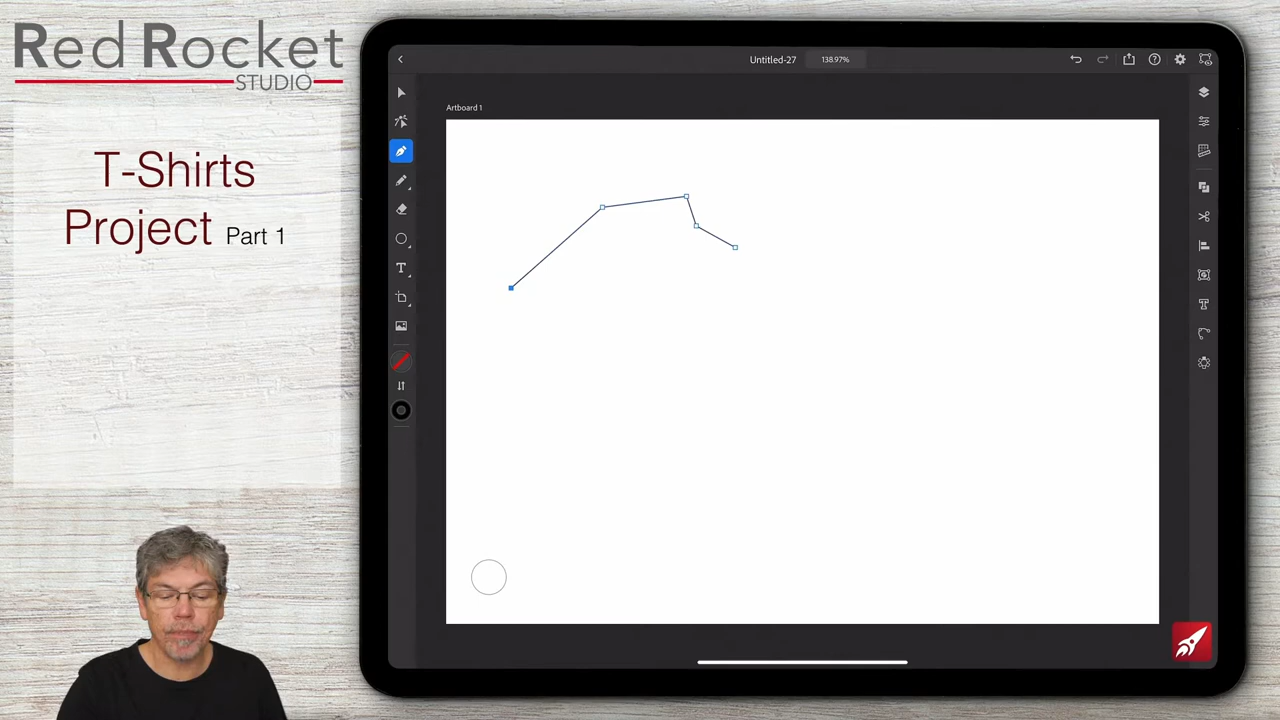 Red Rocket
STUDIO
T-Shirts
Project Part 1
Untitled-27
138.97%
Artboard 1